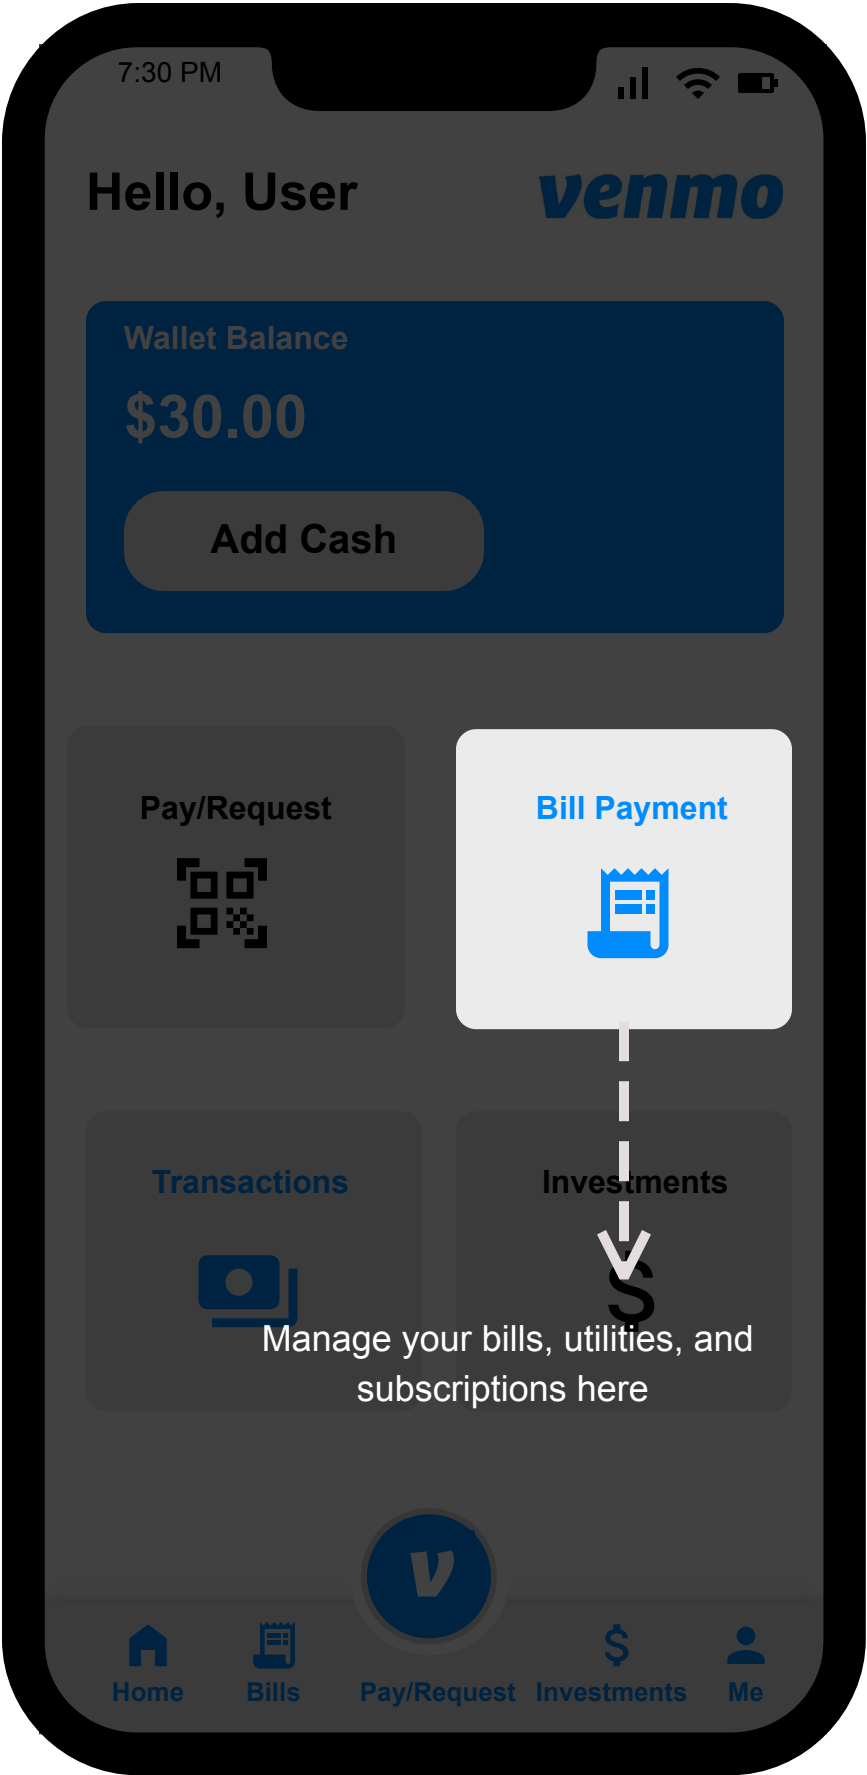 7:30 PM
Hello, User
venmo
Wallet Balance
$30.00
Add Cash
Pay/Request
Bill Payment
Transactions
Investments
$
Manage your bills, utilities, and
subscriptions here
v
$
Home
Bills
Pay/Request
Investments
Me